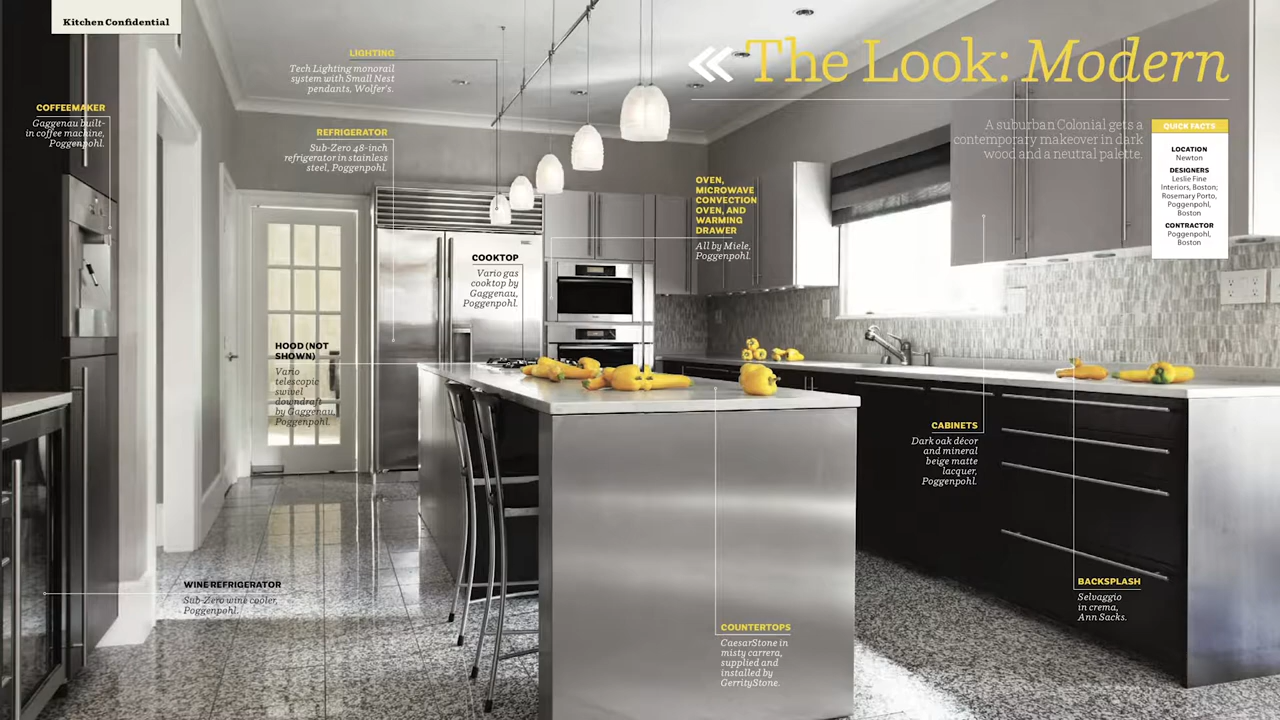 Kitchen Confidential
The Look: Modern
A suburban Colonial gets a
contemporary makeover in dark
wood and a neutral palette.
QUICK FACTS
LOCATION
Newton
DESIGNERS
Leslie Fine
Interiors, Boston;
Rosemary Porto,
Poggenpohl,
Boston
CONTRACTOR
Poggenpohl,
Boston
LIGHTING
Tech Lighting monorail
system with Small Nest
pendants, Wolfer's.
COFFEEMAKER
Gaggenau built-
in coffee machine,
Poggenpohl.
REFRIGERATOR
Sub-Zero 48-inch
refrigerator in stainless
steel, Poggenpohl.
OVEN,
MICROWAVE
CONVECTION
OVEN, AND
WARMING
DRAWER
All by Miele,
Poggenpohl.
COOKTOP
Vario gas
cooktop by
Gaggenau,
Poggenpohl.
HOOD (NOT
SHOWN)
Vario
telescopic
swivel
downdraft
by Gaggenau,
Poggenpohl.
CABINETS
Dark oak décor
and mineral
beige matte
lacquer,
Poggenpohl.
WINE REFRIGERATOR
Sub-Zero wine cooler,
Poggenpohl.
BACKSPLASH
Selvaggio
in crema,
Ann Sacks.
COUNTERTOPS
CaesarStone in
misty carrera,
supplied and
installed by
GerrityStone.